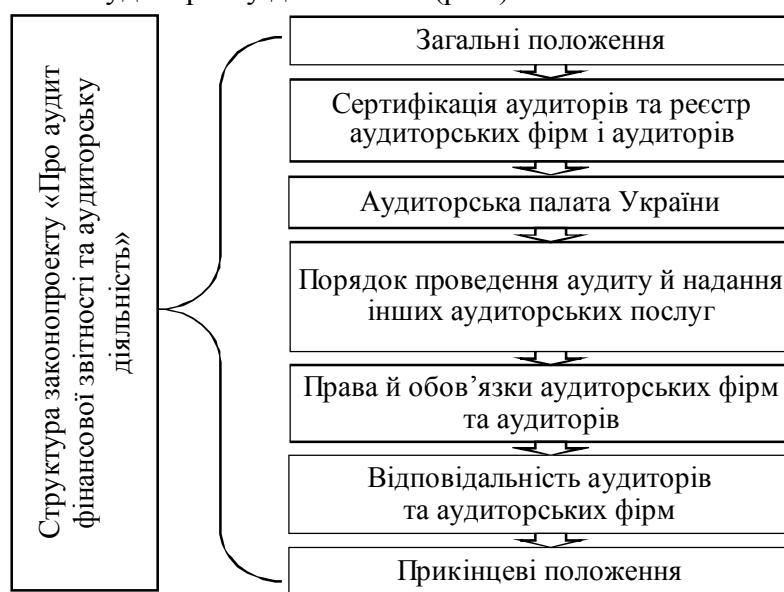 Структура законопроекту «Про аудит
фінансової звітності та аудиторську
діяльність»
Загальні положення
Сертифікація аудиторів та реєстр
аудиторських фірм і аудиторів
Аудиторська палата України
Порядок проведення аудиту й надання
інших аудиторських послуг
Права й обов’язки аудиторських фірм
та аудиторів
Відповідальність аудиторів
та аудиторських фірм
Прикінцеві положення